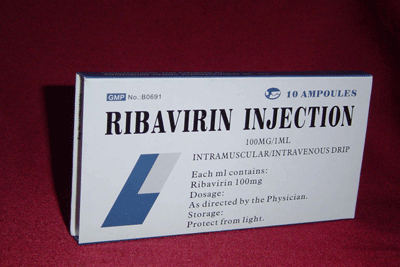 GMP No.:B0691 10 AMPOULES
RIBAVIRIN INJECTION
100MG/1ML
INTRAMUSCULAR/INTRAVENOUS DRIP
Each ml contains:
Ribavirin 100mg
Dosage:
As directed by the Physician.
Storage:
Protect from light.